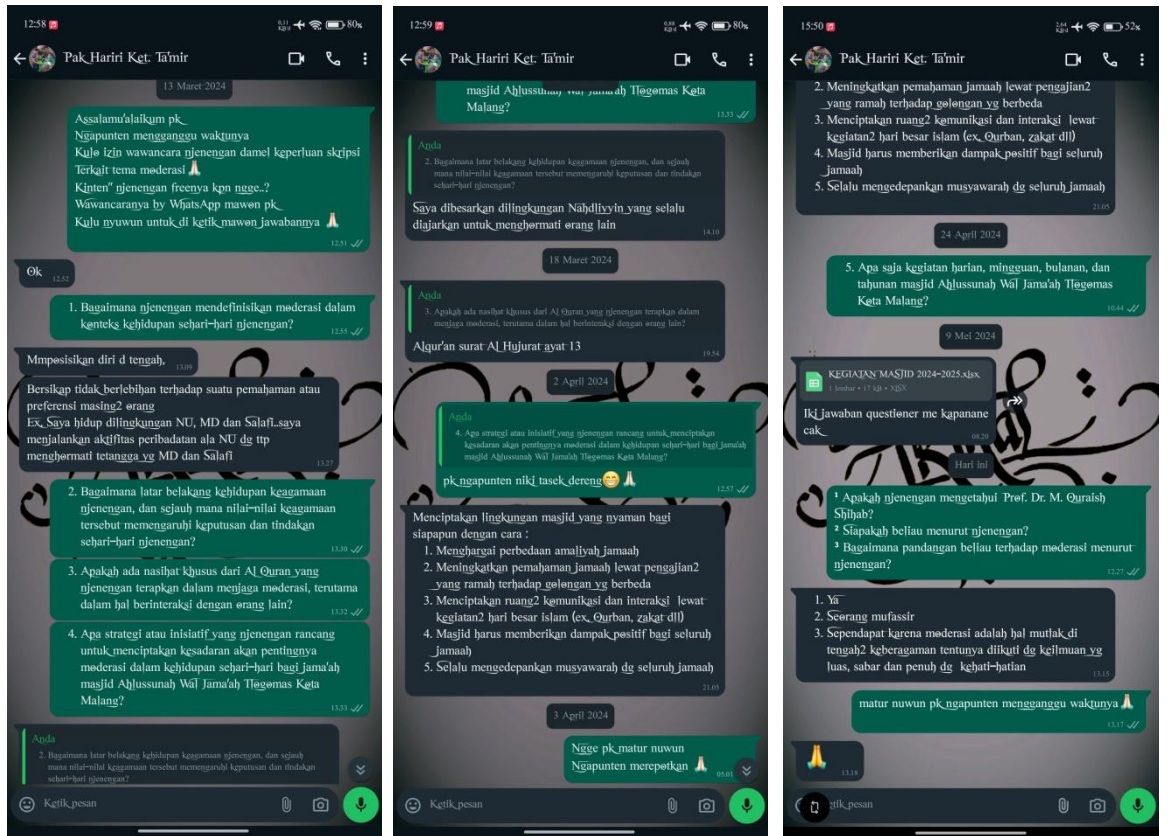 12:58
0,11 KB/d
80%
Pak Hariri Ket. Ta'mir
13 Maret 2024
Assalamu'alaikum pk
Ngapunten mengganggu waktunya
Kulo izin wawancara njenengan damel keperluan skripsi
Terkait tema moderasi 🙏🏻
Kinten" njenengan freenya kpn ngge..?
Wawancaranya by WhatsApp mawon pk
Kulu nyuwun untuk di ketik mawon jawabannya 🙏🏻
12.51
Ok
12.52
1. Bagaimana njenengan mendefinisikan moderasi dalam
konteks kehidupan sehari-hari njenengan?
12.55
Mmposisikan diri d tengah,
13.09
Bersikap tidak berlebihan terhadap suatu pemahaman atau
preferensi masing2 orang
Ex. Saya hidup dilingkungan NU, MD dan Salafi..saya
menjalankan aktifitas peribadatan ala NU dg ttp
menghormati tetangga yg MD dan Salafi
13.27
2. Bagaimana latar belakang kehidupan keagamaan
njenengan, dan sejauh mana nilai-nilai keagamaan
tersebut memengaruhi keputusan dan tindakan
sehari-hari njenengan?
13.30
3. Apakah ada nasihat khusus dari Al Quran yang
njenengan terapkan dalam menjaga moderasi, terutama
dalam hal berinteraksi dengan orang lain?
13.32
4. Apa strategi atau inisiatif yang njenengan rancang
untuk menciptakan kesadaran akan pentingnya
moderasi dalam kehidupan sehari-hari bagi jama'ah
masjid Ahlussunah Wal Jama'ah Tlogomas Kota
Malang?
13.33
Anda
2. Bagaimana latar belakang kehidupan keagamaan njenengan, dan sejauh
mana nilai-nilai keagamaan tersebut memengaruhi keputusan dan tindakan
sehari-hari njenengan?
Ketik pesan
12:59
0,80 KB/d
80%
Pak Hariri Ket. Ta'mir
masjid Ahlussunah Wal Jama'ah Tlogomas Kota
Malang?
13.33
Anda
2. Bagaimana latar belakang kehidupan keagamaan njenengan, dan sejauh
mana nilai-nilai keagamaan tersebut memengaruhi keputusan dan tindakan
sehari-hari njenengan?
Saya dibesarkan dilingkungan Nahdliyyin yang selalu
diajarkan untuk menghormati orang lain
14.10
18 Maret 2024
Anda
3. Apakah ada nasihat khusus dari Al Quran yang njenengan terapkan dalam
menjaga moderasi, terutama dalam hal berinteraksi dengan orang lain?
Alqur'an surat Al Hujurat ayat 13
19.54
2 April 2024
Anda
4. Apa strategi atau inisiatif yang njenengan rancang untuk menciptakan
kesadaran akan pentingnya moderasi dalam kehidupan sehari-hari bagi jama'ah
masjid Ahlussunah Wal Jama'ah Tlogomas Kota Malang?
pk ngapunten niki tasek dereng😁🙏🏻
12.57
Menciptakan lingkungan masjid yang nyaman bagi
siapapun dengan cara :
1. Menghargai perbedaan amaliyah jamaah
2. Meningkatkan pemahaman jamaah lewat pengajian2
yang ramah terhadap golongan yg berbeda
3. Menciptakan ruang2 komunikasi dan interaksi lewat
kegiatan2 hari besar islam (ex. Qurban, zakat dll)
4. Masjid harus memberikan dampak positif bagi seluruh
jamaah
5. Selalu mengedepankan musyawarah dg seluruh jamaah
21.05
3 April 2024
Ngge pk matur nuwun
Ngapunten merepotkan 🙏🏻
05.01
Ketik pesan
15:50
2,64 KB/d
52%
Pak Hariri Ket. Ta'mir
2. Meningkatkan pemahaman jamaah lewat pengajian2
yang ramah terhadap golongan yg berbeda
3. Menciptakan ruang2 komunikasi dan interaksi lewat
kegiatan2 hari besar islam (ex. Qurban, zakat dll)
4. Masjid harus memberikan dampak positif bagi seluruh
jamaah
5. Selalu mengedepankan musyawarah dg seluruh jamaah
21.05
24 April 2024
5. Apa saja kegiatan harian, mingguan, bulanan, dan
tahunan masjid Ahlussunah Wal Jama'ah Tlogomas
Kota Malang?
10.44
9 Mei 2024
KEGIATAN MASJID 2024-2025.xlsx
1 lembar • 17 kB • XLSX
Iki jawaban questioner me kapanane
cak
08.20
Hari ini
¹ Apakah njenengan mengetahui Prof. Dr. M. Quraish
Shihab?
² Siapakah beliau menurut njenengan?
³ Bagaimana pandangan beliau terhadap moderasi menurut
njenengan?
12.27
1. Ya
2. Seorang mufassir
3. Sependapat karena moderasi adalah hal mutlak di
tengah2 keberagaman tentunya diikuti dg keilmuan yg
luas, sabar dan penuh dg kehati-hatian
13.15
matur nuwun pk ngapunten mengganggu waktunya 🙏🏻
13.17
🙏
13.18
Ketik pesan